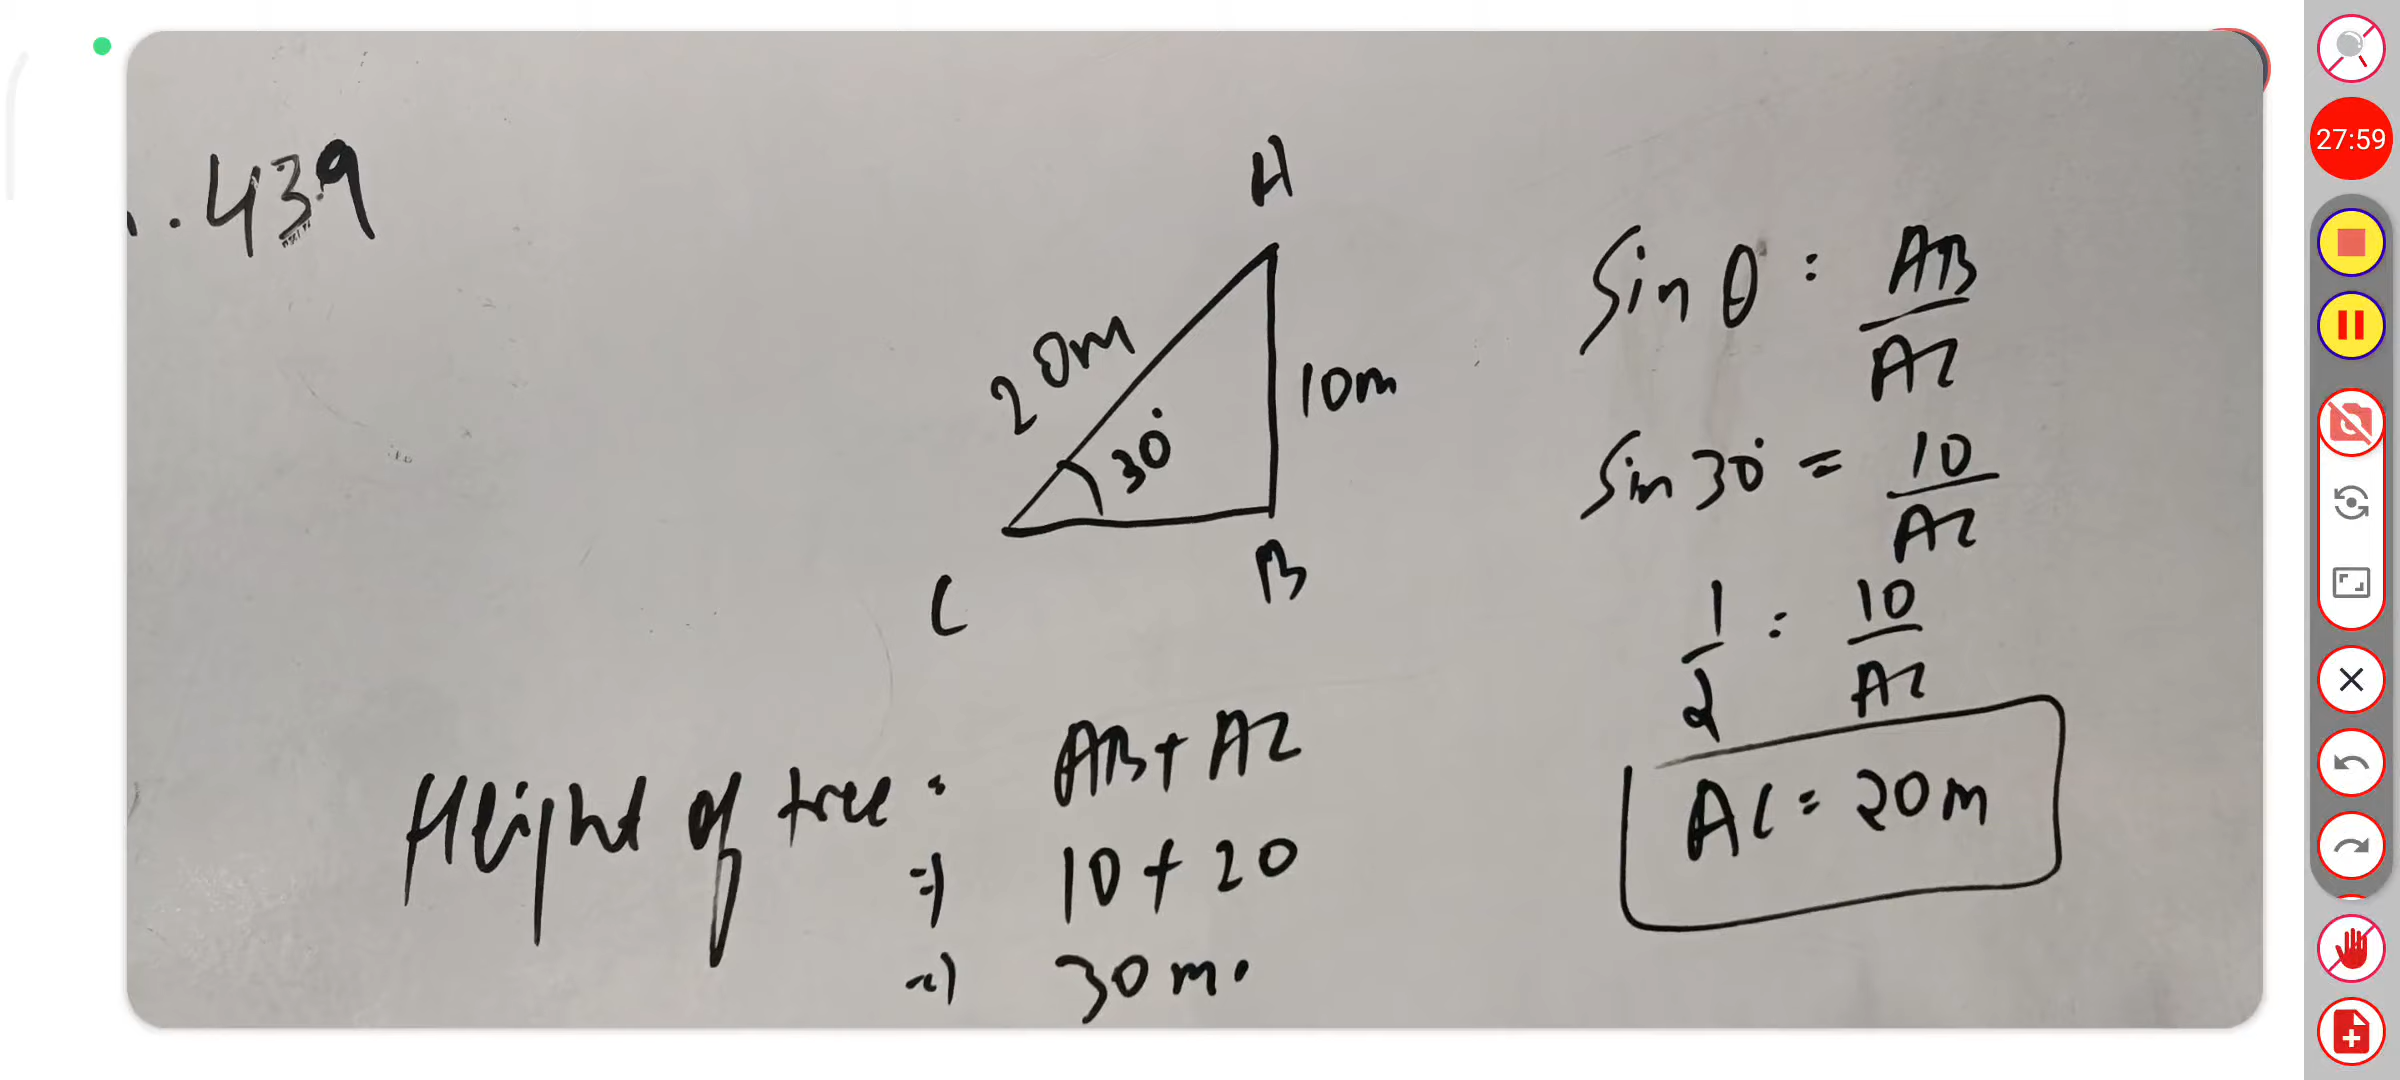 . 439
A
20m
30°
10m
C
B
Sin θ : AB
AC
Sin 30° = 10
AC
1 : 10
2 AC
AC = 20m
Height of tree = AB + AC
=) 10 + 20
=) 30 m.
27:59